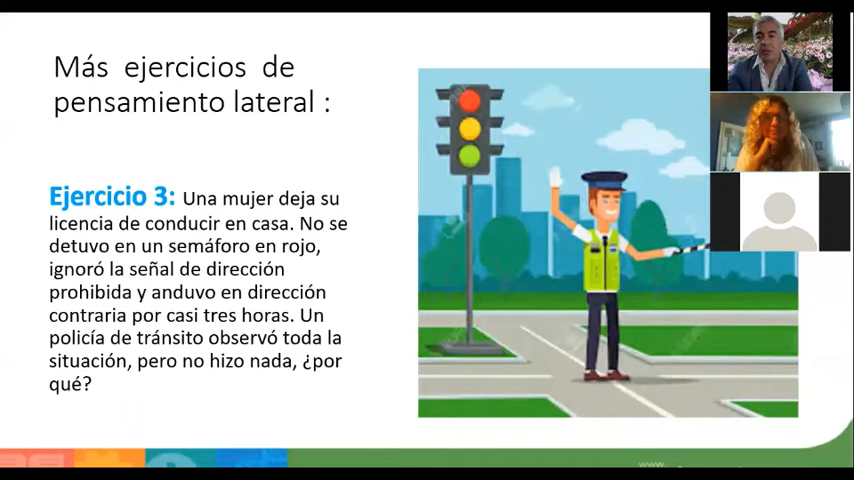 Más ejercicios de
pensamiento lateral :
Ejercicio 3: Una mujer deja su
licencia de conducir en casa. No se
detuvo en un semáforo en rojo,
ignoró la señal de dirección
prohibida y anduvo en dirección
contraria por casi tres horas. Un
policía de tránsito observó toda la
situación, pero no hizo nada, ¿por
qué?